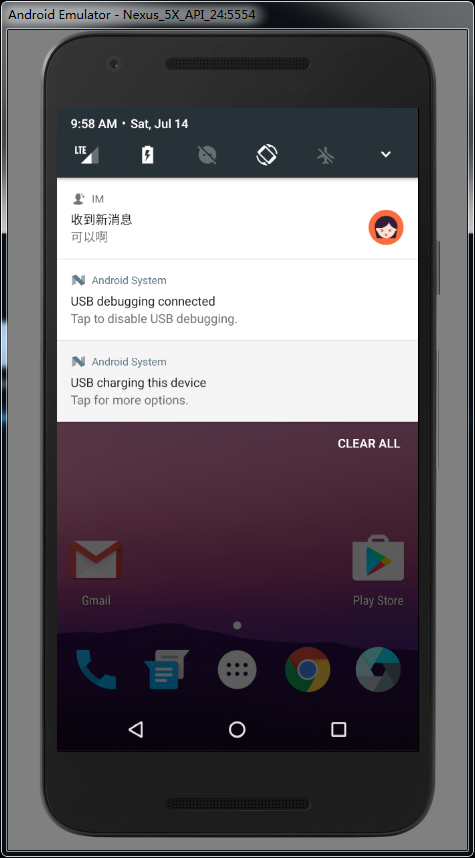 Android Emulator - Nexus_5X_API_24:5554
9:58 AM • Sat, Jul 14
LTE
IM
收到新消息
可以啊
Android System
USB debugging connected
Tap to disable USB debugging.
Android System
USB charging this device
Tap for more options.
CLEAR ALL
Gmail
Play Store